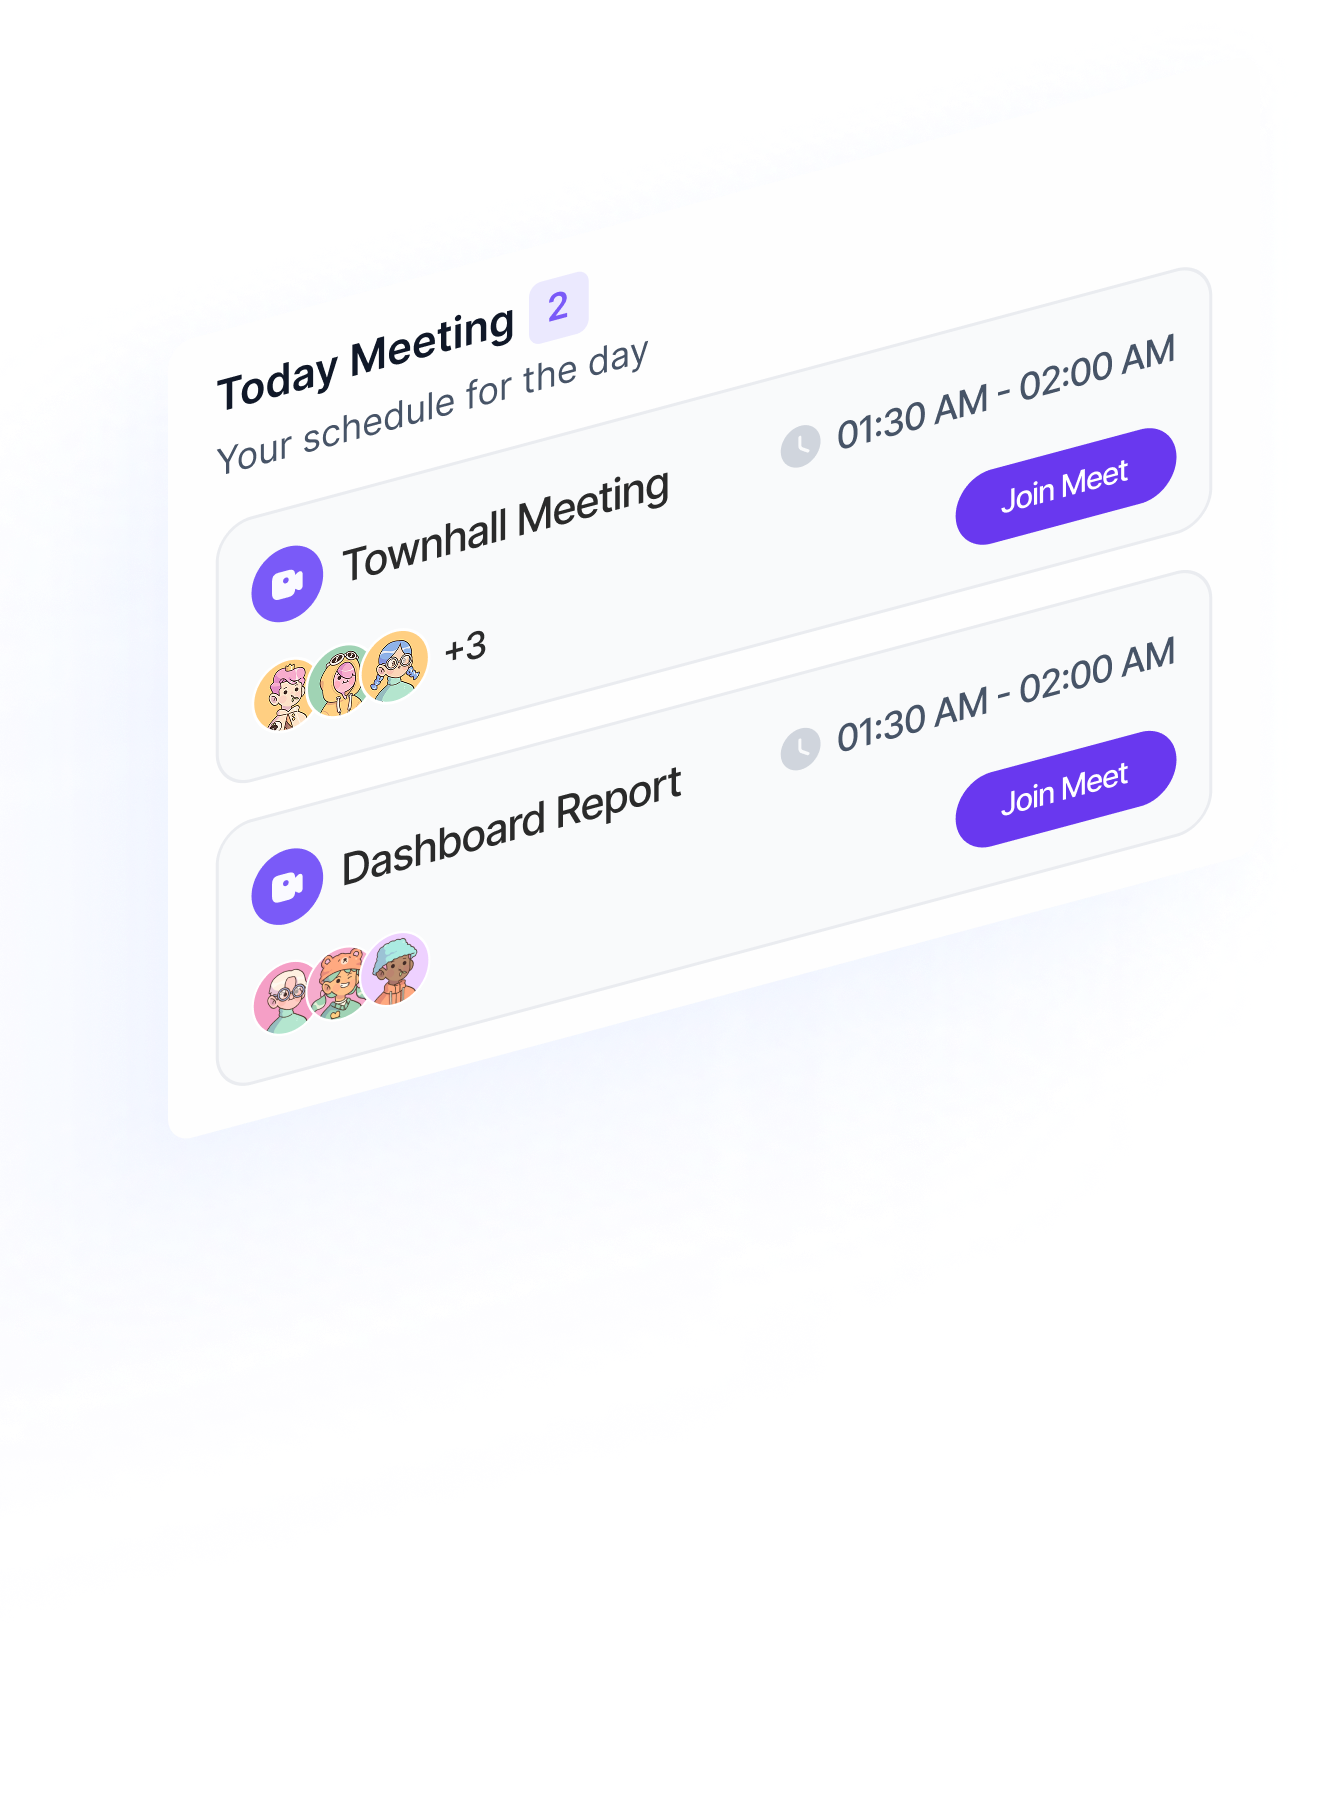 Today Meeting 2
Your schedule for the day
Townhall Meeting
01:30 AM - 02:00 AM
Join Meet
+3
Dashboard Report
01:30 AM - 02:00 AM
Join Meet